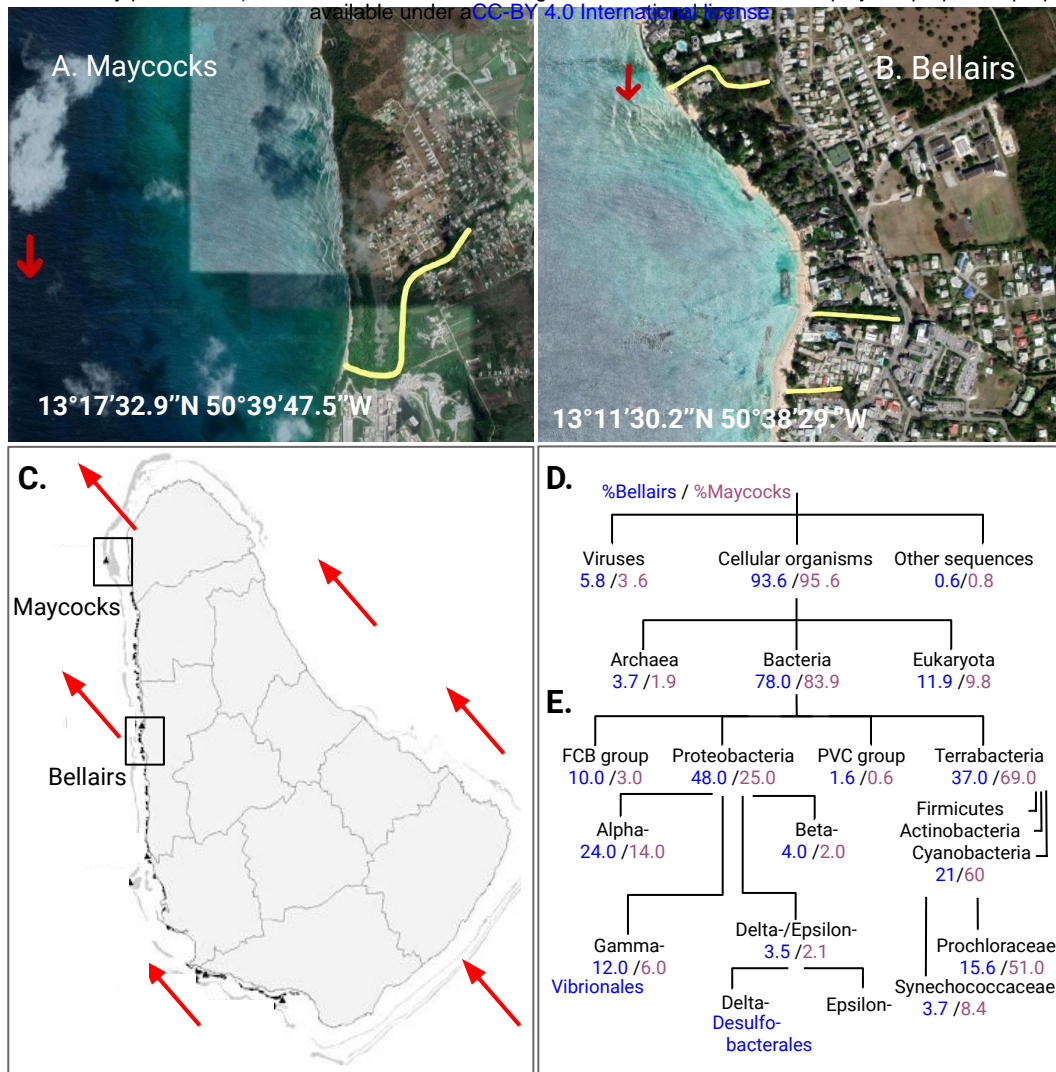 available under aCC-BY 4.0 International license
A. Maycocks
B. Bellairs
13°17'32.9"N 50°39'47.5"W
13°11'30.2"N 50°38'29."W
C.
Maycocks
Bellairs
D.
%Bellairs / %Maycocks
Viruses
5.8 /3 .6
Cellular organisms
93.6 /95 .6
Other sequences
0.6/0.8
Archaea
3.7 /1.9
Bacteria
78.0 /83.9
Eukaryota
11.9 /9.8
E.
FCB group
10.0 /3.0
Proteobacteria
48.0 /25.0
PVC group
1.6 /0.6
Terrabacteria
37.0 /69.0
Firmicutes
Actinobacteria
Cyanobacteria
21/60
Alpha-
24.0 /14.0
Beta-
4.0 /2.0
Gamma-
12.0 /6.0
Vibrionales
Delta-/Epsilon-
3.5 /2.1
Delta-
Desulfo-
bacterales
Epsilon-
Prochloraceae
15.6 /51.0
Synechococcaceae
3.7 /8.4